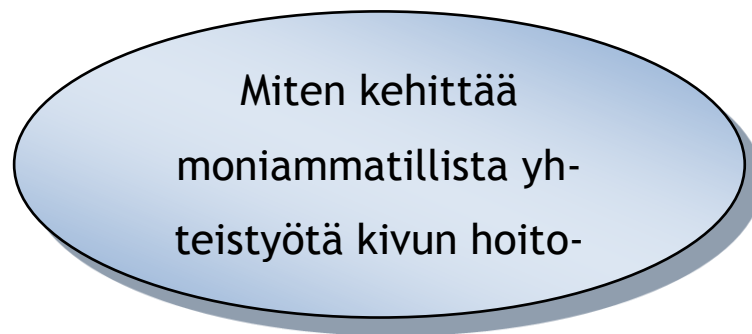 Miten kehittää
moniammatillista yh-
teistyötä kivun hoito-